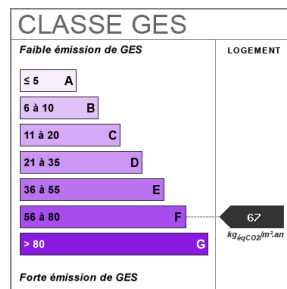 CLASSE GES
Faible émission de GES
LOGEMENT
≤ 5 A
6 à 10 B
11 à 20 C
21 à 35 D
36 à 55 E
56 à 80 F
67
kgéqCO2/m².an
> 80 G
Forte émission de GES